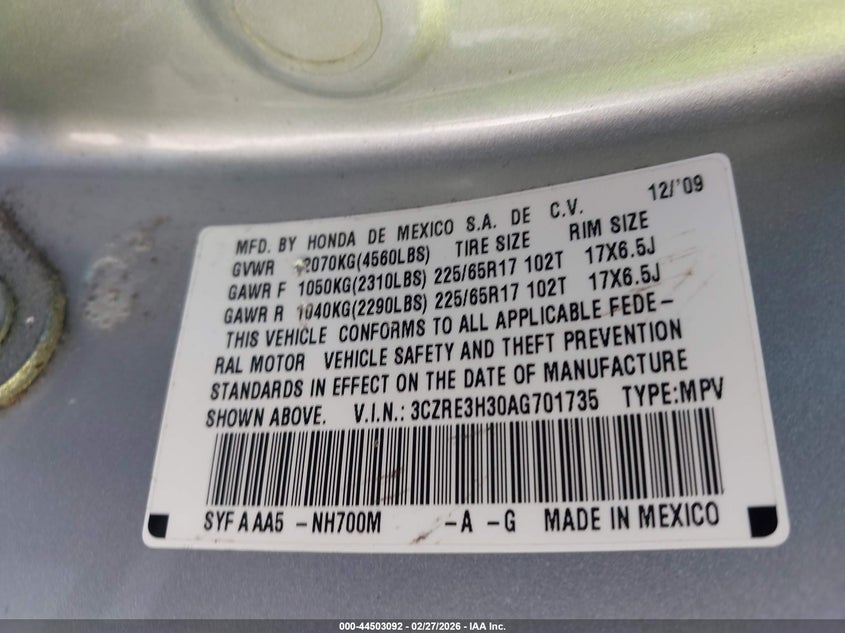 MFD. BY HONDA DE MEXICO S.A. DE C.V. 12/'09
GVWR 2070KG(4560LBS) TIRE SIZE RIM SIZE
GAWR F 1050KG(2310LBS) 225/65R17 102T 17X6.5J
GAWR R 1040KG(2290LBS) 225/65R17 102T 17X6.5J
THIS VEHICLE CONFORMS TO ALL APPLICABLE FEDE-
RAL MOTOR VEHICLE SAFETY AND THEFT PREVENTION
STANDARDS IN EFFECT ON THE DATE OF MANUFACTURE
SHOWN ABOVE. V.I.N.: 3CZRE3H30AG701735 TYPE:MPV
SYF A AA5 -NH700M -A -G MADE IN MEXICO
000-44503092 - 02/27/2026 - IAA Inc.